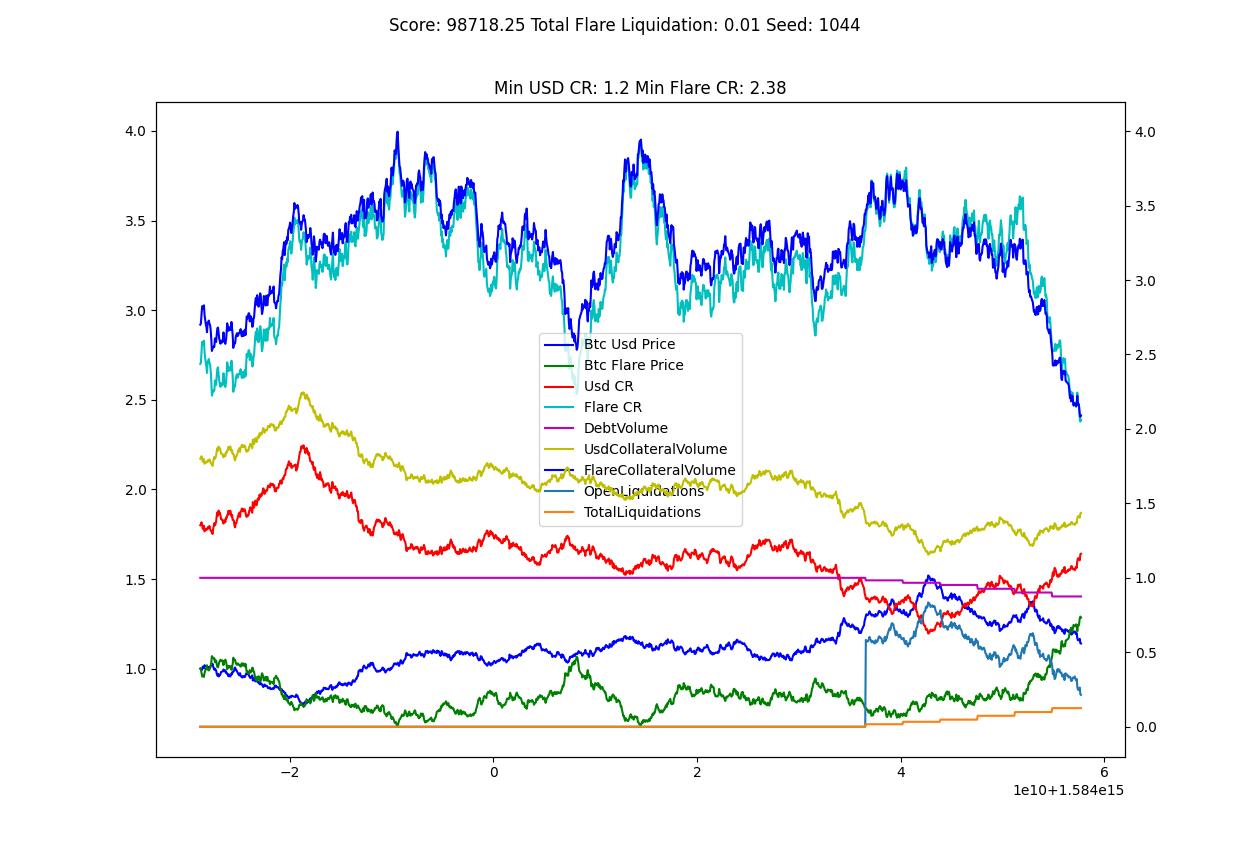 Score: 98718.25 Total Flare Liquidation: 0.01 Seed: 1044
Min USD CR: 1.2 Min Flare CR: 2.38
4.0
3.5
3.0
2.5
2.0
1.5
1.0
4.0
3.5
3.0
2.5
2.0
1.5
1.0
0.5
0.0
Btc Usd Price
Btc Flare Price
Usd CR
Flare CR
DebtVolume
UsdCollateralVolume
FlareCollateralVolume
OpenLiquidations
TotalLiquidations
−2 0 2 4 6
1e10+1.584e15